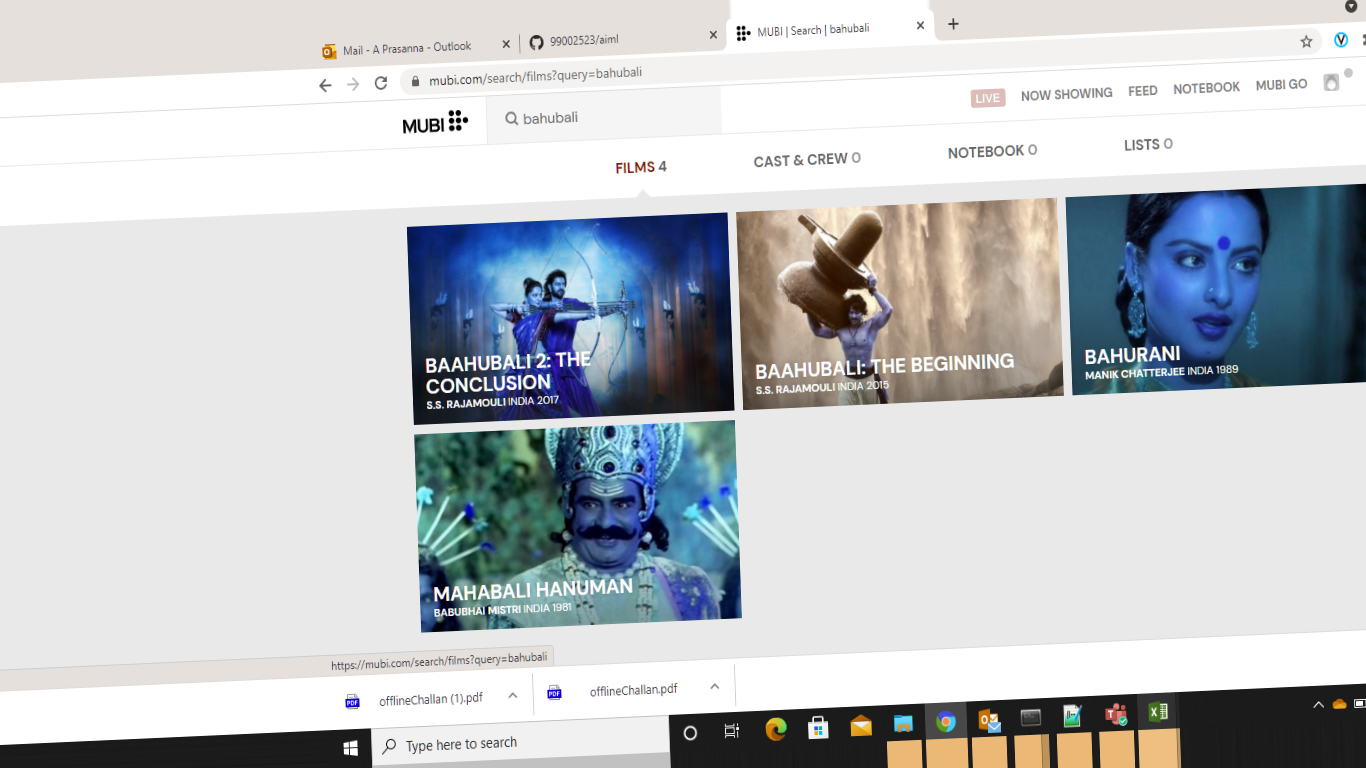 Mail - A Prasanna - Outlook
99002523/aiml
MUBI | Search | bahubali
mubi.com/search/films?query=bahubali
MUBI
bahubali
LIVE
NOW SHOWING
FEED
NOTEBOOK
MUBI GO
FILMS 4
CAST & CREW 0
NOTEBOOK 0
LISTS 0
BAAHUBALI 2: THE
CONCLUSION
S.S. RAJAMOULI INDIA 2017
BAAHUBALI: THE BEGINNING
S.S. RAJAMOULI INDIA 2015
BAHURANI
MANIK CHATTERJEE INDIA 1989
MAHABALI HANUMAN
BABUBHAI MISTRI INDIA 1981
https://mubi.com/search/films?query=bahubali
PDF
offlineChallan (1).pdf
PDF
offlineChallan.pdf
Type here to search